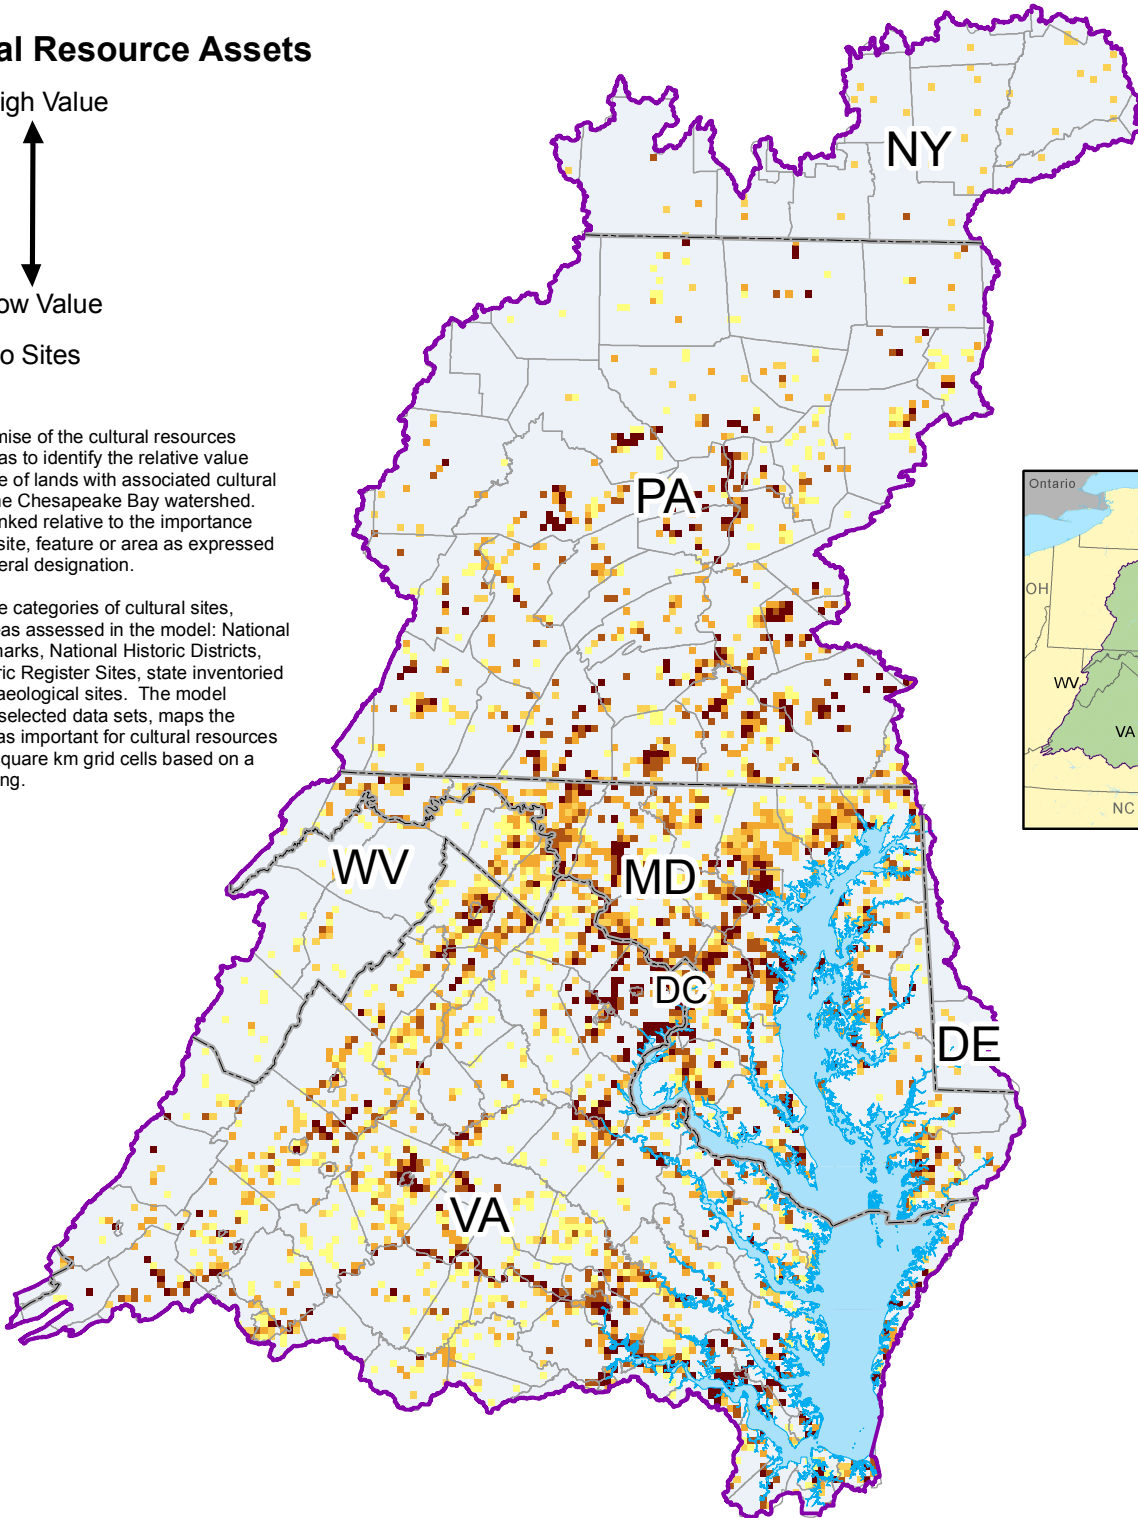 al Resource Assets
igh Value
ow Value
o Sites
mise of the cultural resources
as to identify the relative value
e of lands with associated cultural
he Chesapeake Bay watershed.
nked relative to the importance
site, feature or area as expressed
eral designation.
e categories of cultural sites,
eas assessed in the model: National
narks, National Historic Districts,
ric Register Sites, state inventoried
aeological sites.  The model
selected data sets, maps the
as important for cultural resources
square km grid cells based on a
ng.
NY
PA
WV
MD
DC
DE
VA
Ontario
OH
WV
VA
NC